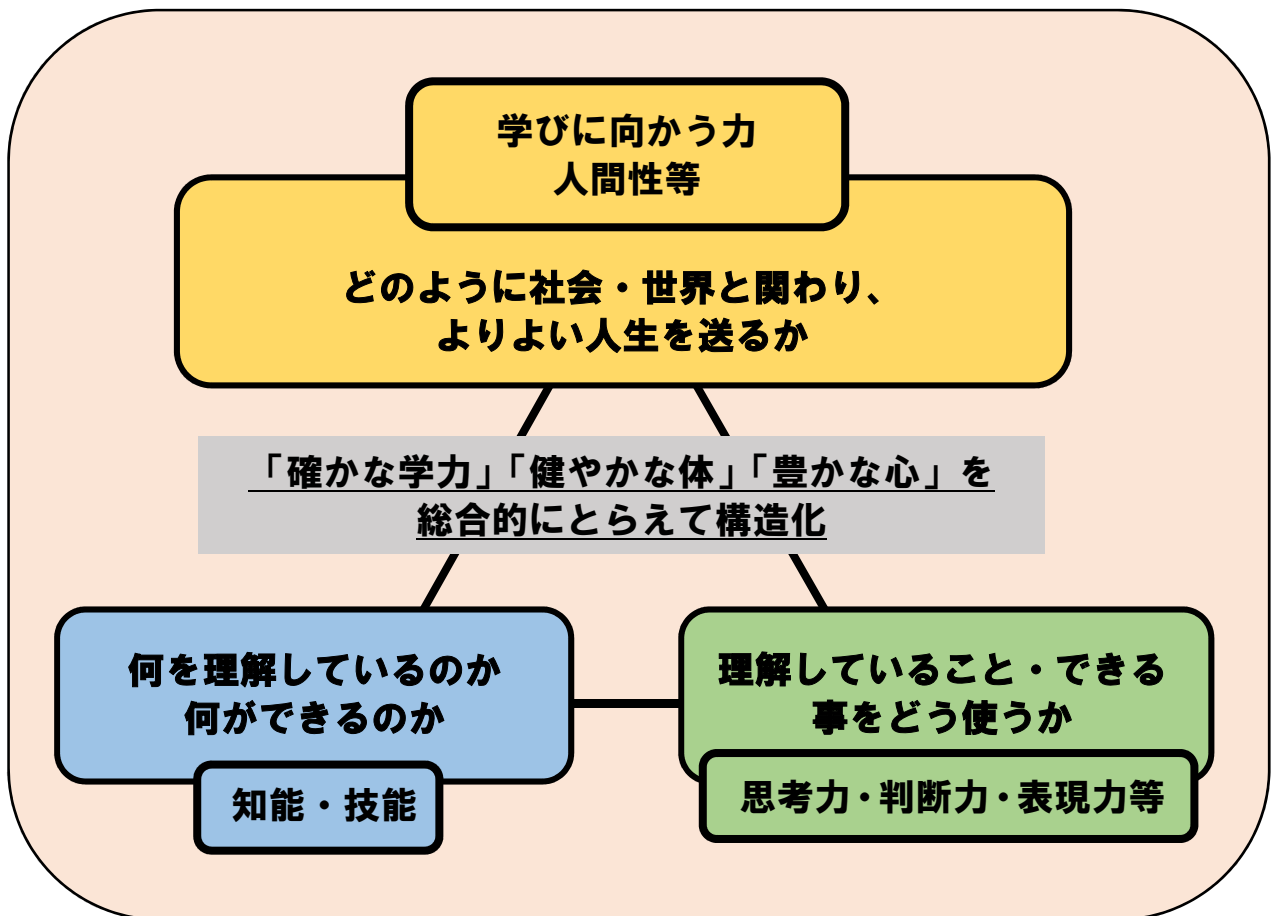 学びに向かう力
人間性等
どのように社会・世界と関わり、
よりよい人生を送るか
「確かな学力」「健やかな体」「豊かな心」を
総合的にとらえて構造化
何を理解しているのか
何ができるのか
知能・技能
理解していること・できる
事をどう使うか
思考力・判断力・表現力等